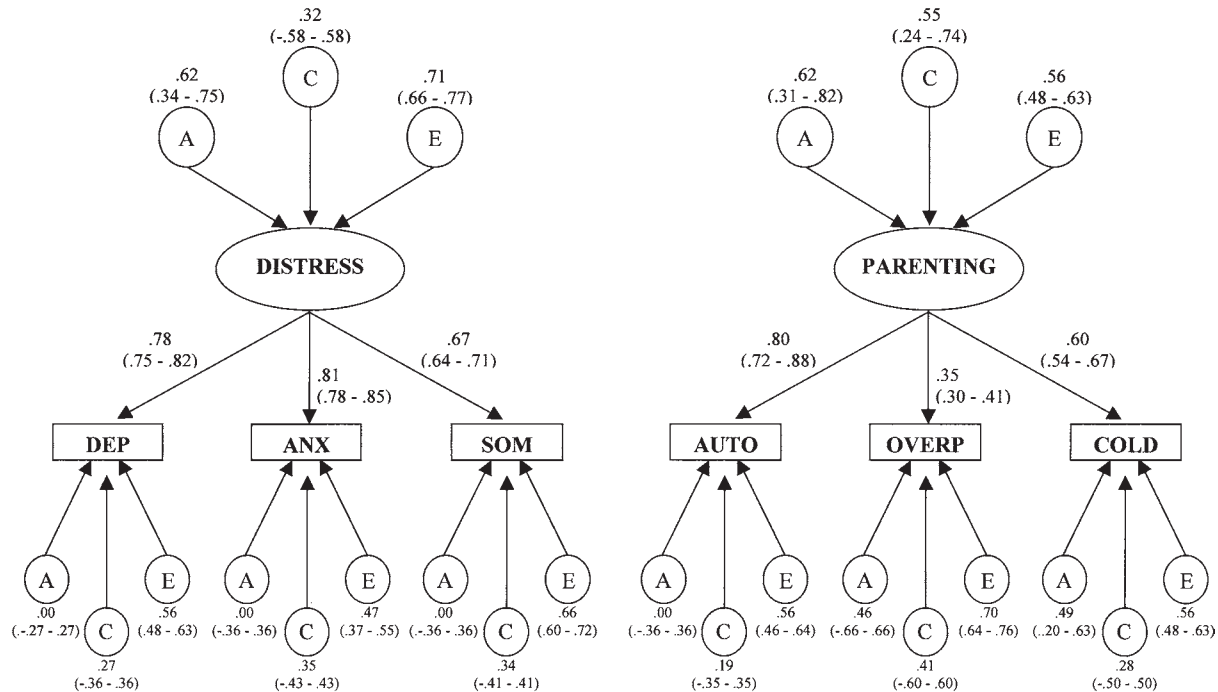 .32
(-.58 - .58)
C
.62
(.34 - .75)
A
.71
(.66 - .77)
E
DISTRESS
.78
(.75 - .82)
.81
(.78 - .85)
.67
(.64 - .71)
DEP
ANX
SOM
A
.00
(-.27 - .27)
C
.27
(-.36 - .36)
E
.56
(.48 - .63)
A
.00
(-.36 - .36)
C
.35
(-.43 - .43)
E
.47
(.37 - .55)
A
.00
(-.36 - .36)
C
.34
(-.41 - .41)
E
.66
(.60 - .72)
.55
(.24 - .74)
C
.62
(.31 - .82)
A
.56
(.48 - .63)
E
PARENTING
.80
(.72 - .88)
.35
(.30 - .41)
.60
(.54 - .67)
AUTO
OVERP
COLD
A
.00
(-.36 - .36)
C
.19
(-.35 - .35)
E
.56
(.46 - .64)
A
.46
(-.66 - .66)
C
.41
(-.60 - .60)
E
.70
(.64 - .76)
A
.49
(..20 - .63)
C
.28
(-.50 - .50)
E
.56
(.48 - .63)